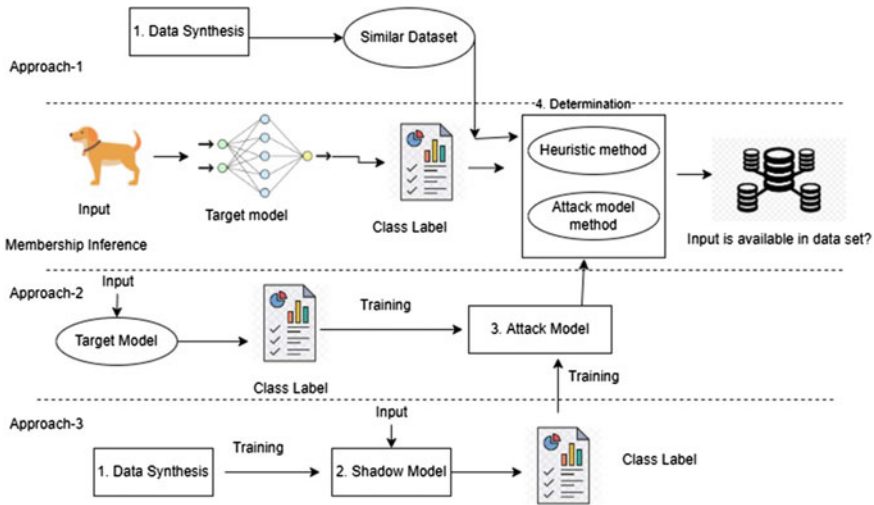 1. Data Synthesis
Similar Dataset
Approach-1
4. Determination
Heuristic method
Input
Target model
Class Label
Attack model
method
Input is available in data set?
Membership Inference
Approach-2
Input
Target Model
Class Label
Training
3. Attack Model
Training
Approach-3
Input
1. Data Synthesis
Training
2. Shadow Model
Class Label